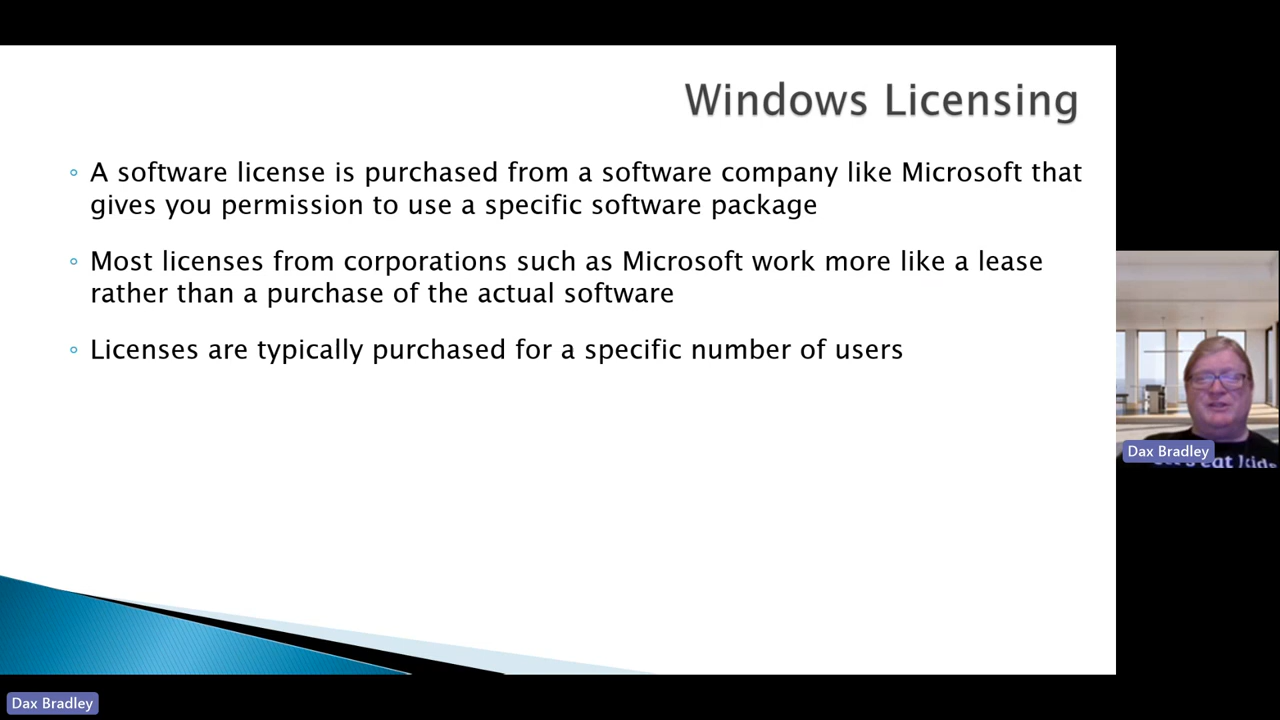 Windows Licensing
A software license is purchased from a software company like Microsoft that
gives you permission to use a specific software package
Most licenses from corporations such as Microsoft work more like a lease
rather than a purchase of the actual software
Licenses are typically purchased for a specific number of users
Dax Bradley
eat kids
Dax Bradley